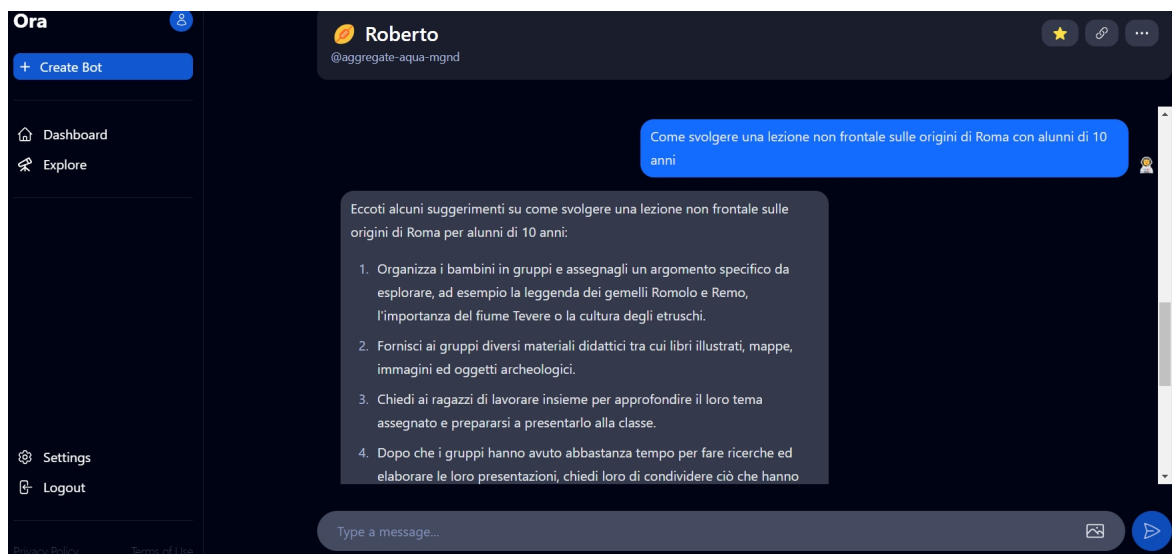 Ora
+ Create Bot
Dashboard
Explore
Settings
Logout
Privacy Policy Terms of Use
Roberto
@aggregate-aqua-mgnd
Come svolgere una lezione non frontale sulle origini di Roma con alunni di 10
anni
Eccoti alcuni suggerimenti su come svolgere una lezione non frontale sulle
origini di Roma per alunni di 10 anni:
1. Organizza i bambini in gruppi e assegnagli un argomento specifico da
esplorare, ad esempio la leggenda dei gemelli Romolo e Remo,
l'importanza del fiume Tevere o la cultura degli etruschi.
2. Fornisci ai gruppi diversi materiali didattici tra cui libri illustrati, mappe,
immagini ed oggetti archeologici.
3. Chiedi ai ragazzi di lavorare insieme per approfondire il loro tema
assegnato e prepararsi a presentarlo alla classe.
4. Dopo che i gruppi hanno avuto abbastanza tempo per fare ricerche ed
elaborare le loro presentazioni, chiedi loro di condividere ciò che hanno
Type a message...